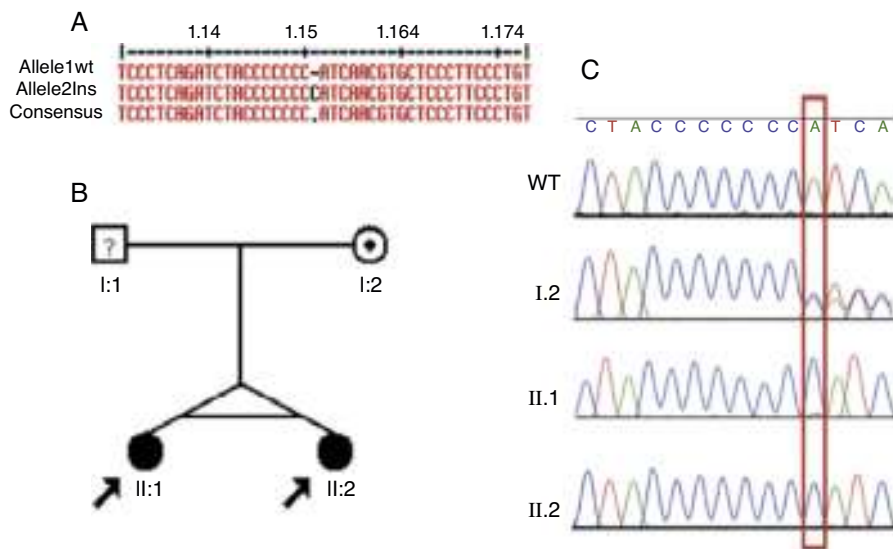 A
1.14 1.15 1.164 1.174
Allele1wt TCCCTCAGATCTACCCCCCC-ATCAACGTGCTCCCTTCCCTGT
Allele2Ins TCCCTCAGATCTACCCCCCCCATCAACGTGCTCCCTTCCCTGT
Consensus TCCCTCAGATCTACCCCCCC.ATCAACGTGCTCCCTTCCCTGT
B
?
I:1
I:2
II:1
II:2
C
C T A C C C C C C C A T C A
WT
I.2
II.1
II.2